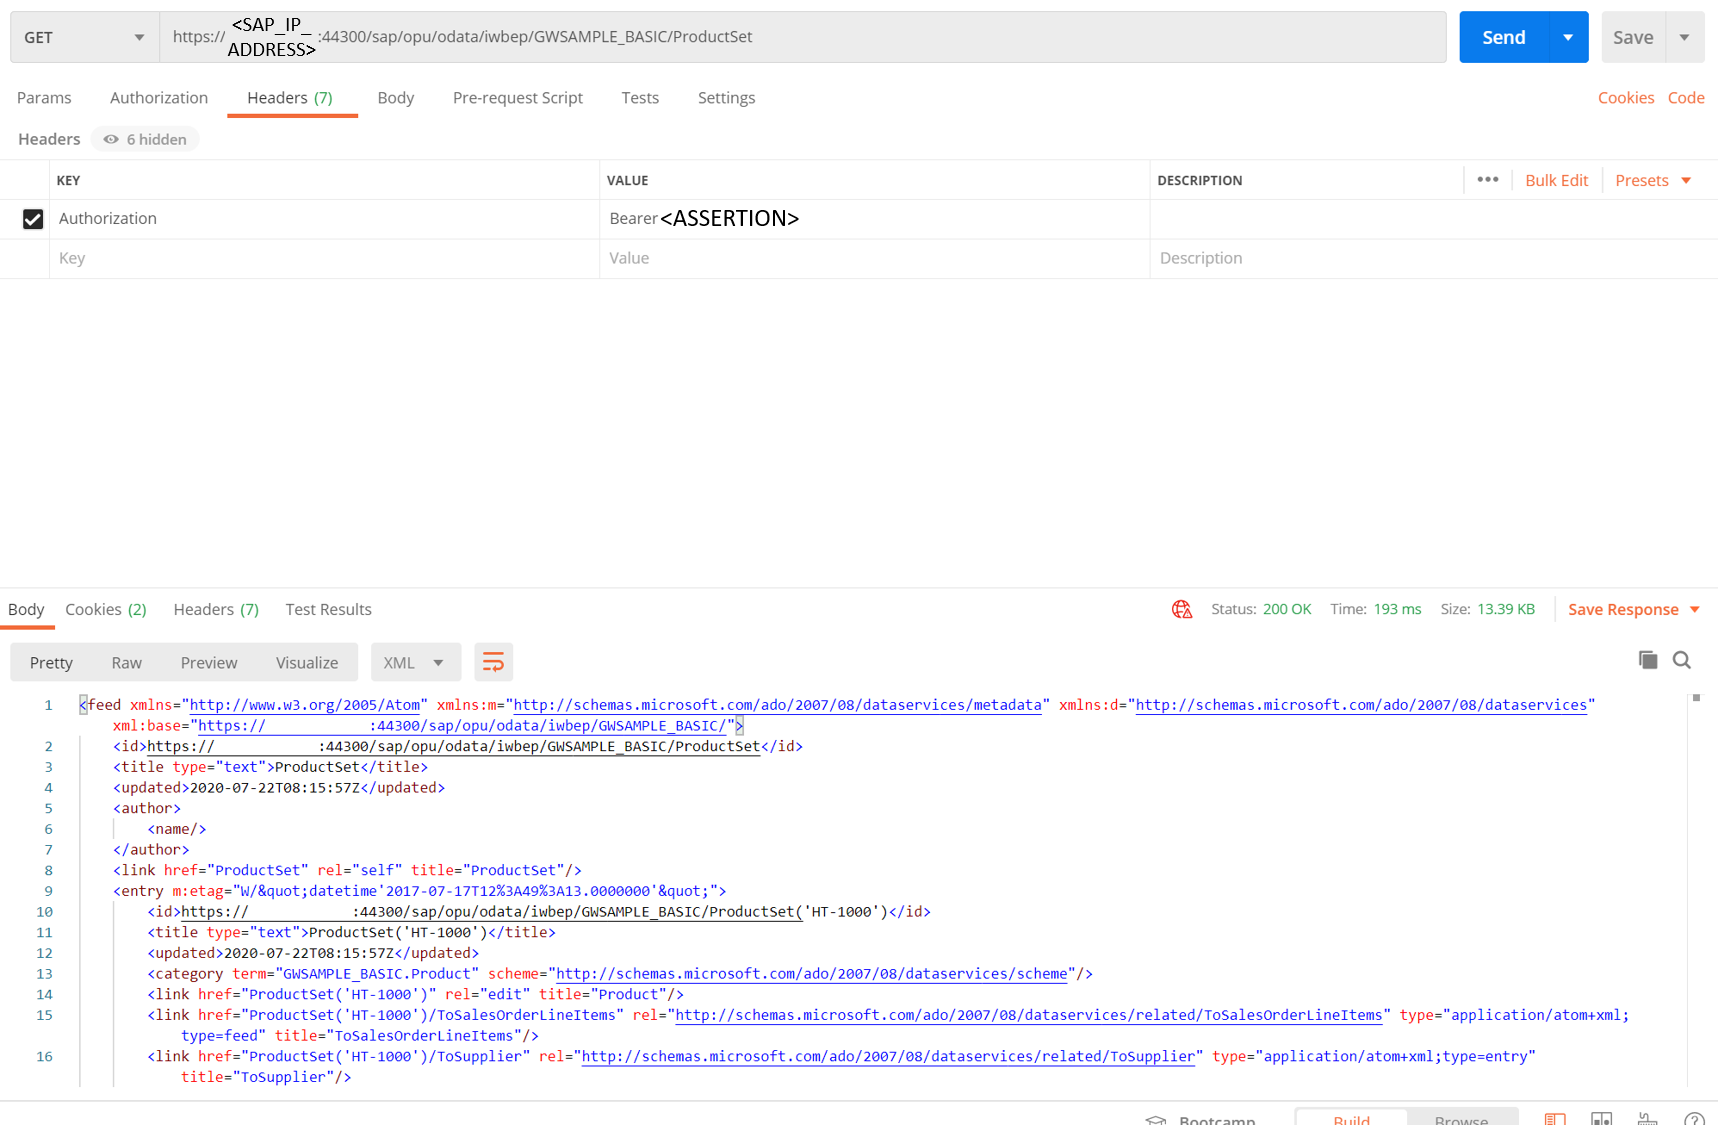 GET
https:// <SAP_IP_
ADDRESS> :44300/sap/opu/odata/iwbep/GWSAMPLE_BASIC/ProductSet
Send
Save
Params Authorization Headers (7) Body Pre-request Script Tests Settings
Cookies Code
Headers 6 hidden
KEY VALUE DESCRIPTION ••• Bulk Edit Presets
Authorization Bearer <ASSERTION>
Key Value Description
Body Cookies (2) Headers (7) Test Results
Status: 200 OK Time: 193 ms Size: 13.39 KB Save Response
Pretty Raw Preview Visualize XML
1 <feed xmlns="http://www.w3.org/2005/Atom" xmlns:m="http://schemas.microsoft.com/ado/2007/08/dataservices/metadata" xmlns:d="http://schemas.microsoft.com/ado/2007/08/dataservices"
xml:base="https:// :44300/sap/opu/odata/iwbep/GWSAMPLE_BASIC/">
2 <id>https:// :44300/sap/opu/odata/iwbep/GWSAMPLE_BASIC/ProductSet</id>
3 <title type="text">ProductSet</title>
4 <updated>2020-07-22T08:15:57Z</updated>
5 <author>
6 <name/>
7 </author>
8 <link href="ProductSet" rel="self" title="ProductSet"/>
9 <entry m:etag="W/&quot;datetime'2017-07-17T12%3A49%3A13.0000000'&quot;">
10 <id>https:// :44300/sap/opu/odata/iwbep/GWSAMPLE_BASIC/ProductSet('HT-1000')</id>
11 <title type="text">ProductSet('HT-1000')</title>
12 <updated>2020-07-22T08:15:57Z</updated>
13 <category term="GWSAMPLE_BASIC.Product" scheme="http://schemas.microsoft.com/ado/2007/08/dataservices/scheme"/>
14 <link href="ProductSet('HT-1000')" rel="edit" title="Product"/>
15 <link href="ProductSet('HT-1000')/ToSalesOrderLineItems" rel="http://schemas.microsoft.com/ado/2007/08/dataservices/related/ToSalesOrderLineItems" type="application/atom+xml;
type=feed" title="ToSalesOrderLineItems"/>
16 <link href="ProductSet('HT-1000')/ToSupplier" rel="http://schemas.microsoft.com/ado/2007/08/dataservices/related/ToSupplier" type="application/atom+xml;type=entry"
title="ToSupplier"/>
Bootcamp Build Browse